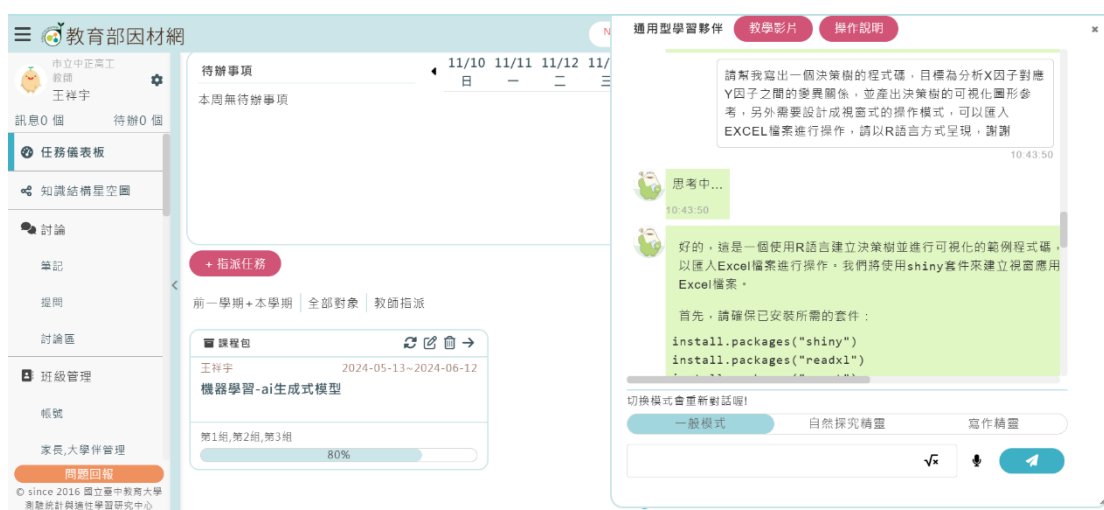 教育部因材網
N
市立中正高工
教師
王祥宇
訊息0 個 待辦0 個
任務儀表板
知識結構星空圖
討論
筆記
提問
討論區
班級管理
帳號
家長,大學伴管理
問題回報
© since 2016 國立臺中教育大學
測驗統計與適性學習研究中心
待辦事項
11/10 11/11 11/12 11/
日 一 二 三
本周無待辦事項
+ 指派任務
前一學期+本學期 全部對象 教師指派
課程包
王祥宇 2024-05-13~2024-06-12
機器學習-ai生成式模型
第1組,第2組,第3組
80%
通用型學習夥伴 教學影片 操作說明 ×
請幫我寫出一個決策樹的程式碼，目標為分析X因子對應
Y因子之間的變異關係，並產出決策樹的可視化圖形參
考，另外需要設計成視窗式的操作模式，可以匯入
EXCEL檔案進行操作，請以R語言方式呈現，謝謝
10:43:50
思考中...
10:43:50
好的，這是一個使用R語言建立決策樹並進行可視化的範例程式碼，
以匯入Excel檔案進行操作。我們將使用shiny套件來建立視窗應用
Excel檔案。
首先，請確保已安裝所需的套件：
install.packages("shiny")
install.packages("readxl")
切換模式會重新對話喔!
一般模式 自然探究精靈 寫作精靈
√x